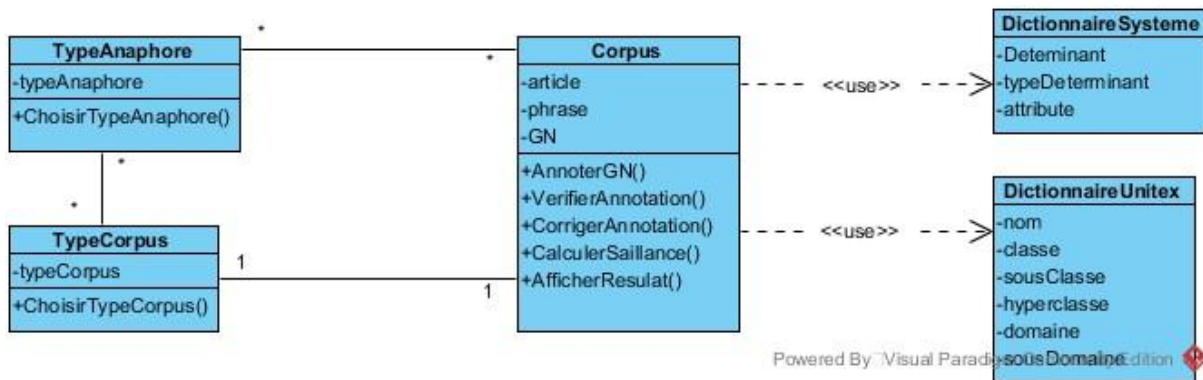 TypeAnaphore
-typeAnaphore
+ChoisirTypeAnaphore()
*
*
*
*
TypeCorpus
-typeCorpus
+ChoisirTypeCorpus()
1
1
Corpus
-article
-phrase
-GN
+AnnoterGN()
+VerifierAnnotation()
+CorrigerAnnotation()
+CalculerSaillance()
+AfficherResulat()
<<use>>
<<use>>
DictionnaireSysteme
-Deteminant
-typeDeterminant
-attribute
DictionnaireUnitex
-nom
-classe
-sousClasse
-hyperclasse
-domaine
-sousDomaine
Powered By Visual Paradigm Edition